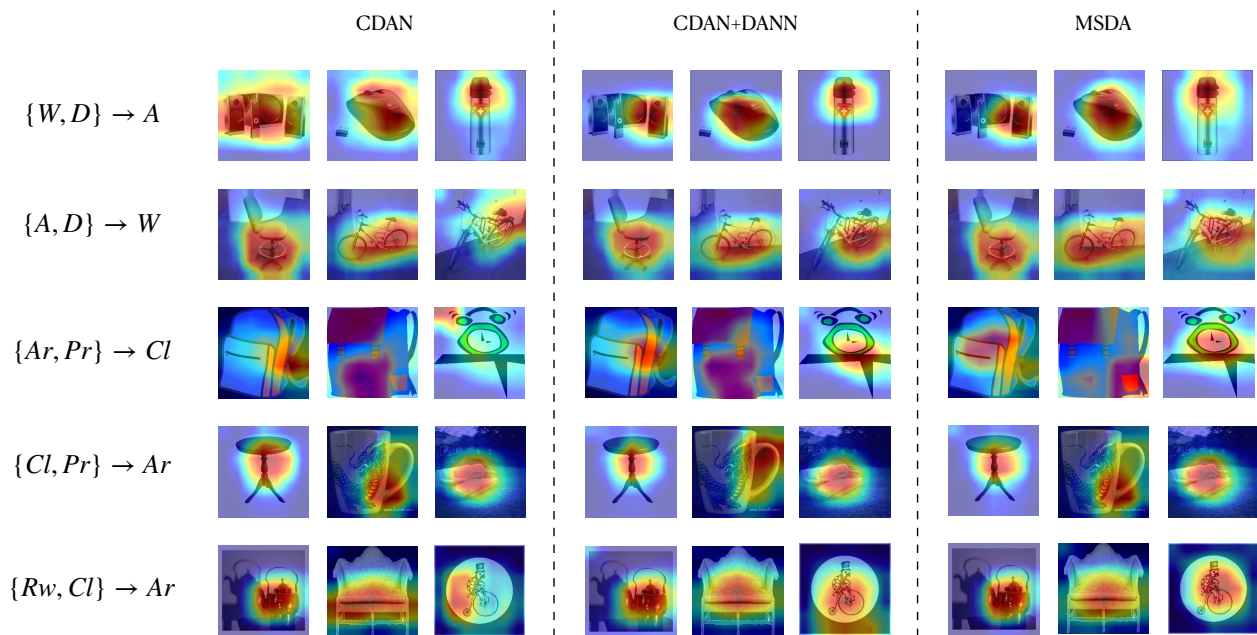 CDAN CDAN+DANN MSDA
{W, D} → A
{A, D} → W
{Ar, Pr} → Cl
{Cl, Pr} → Ar
{Rw, Cl} → Ar